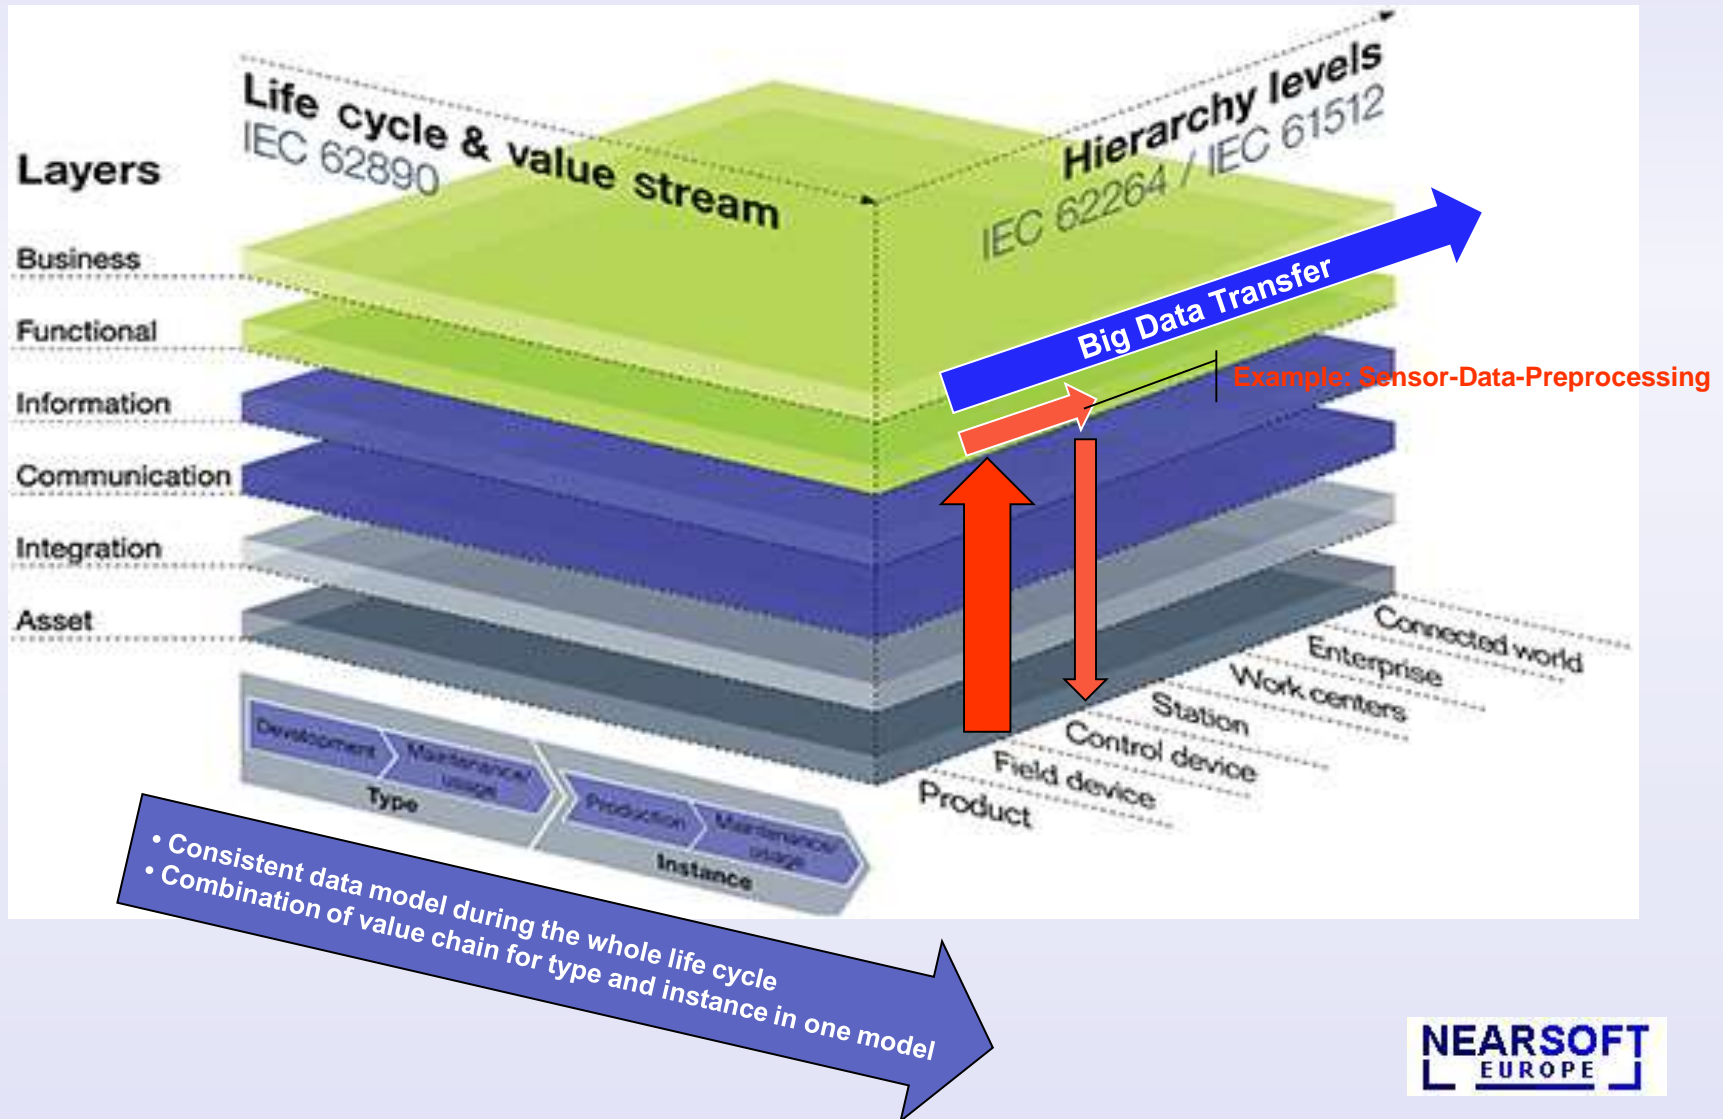 Life cycle & value stream
IEC 62890
Hierarchy levels
IEC 62264 / IEC 61512
Layers
Business
Functional
Information
Communication
Integration
Asset
Big Data Transfer
Example: Sensor-Data-Preprocessing
Connected world
Enterprise
Work centers
Station
Control device
Field device
Product
Development
Maintenance/
usage
Type
Production
Maintenance/
usage
Instance
• Consistent data model during the whole life cycle
• Combination of value chain for type and instance in one model
NEARSOFT
EUROPE